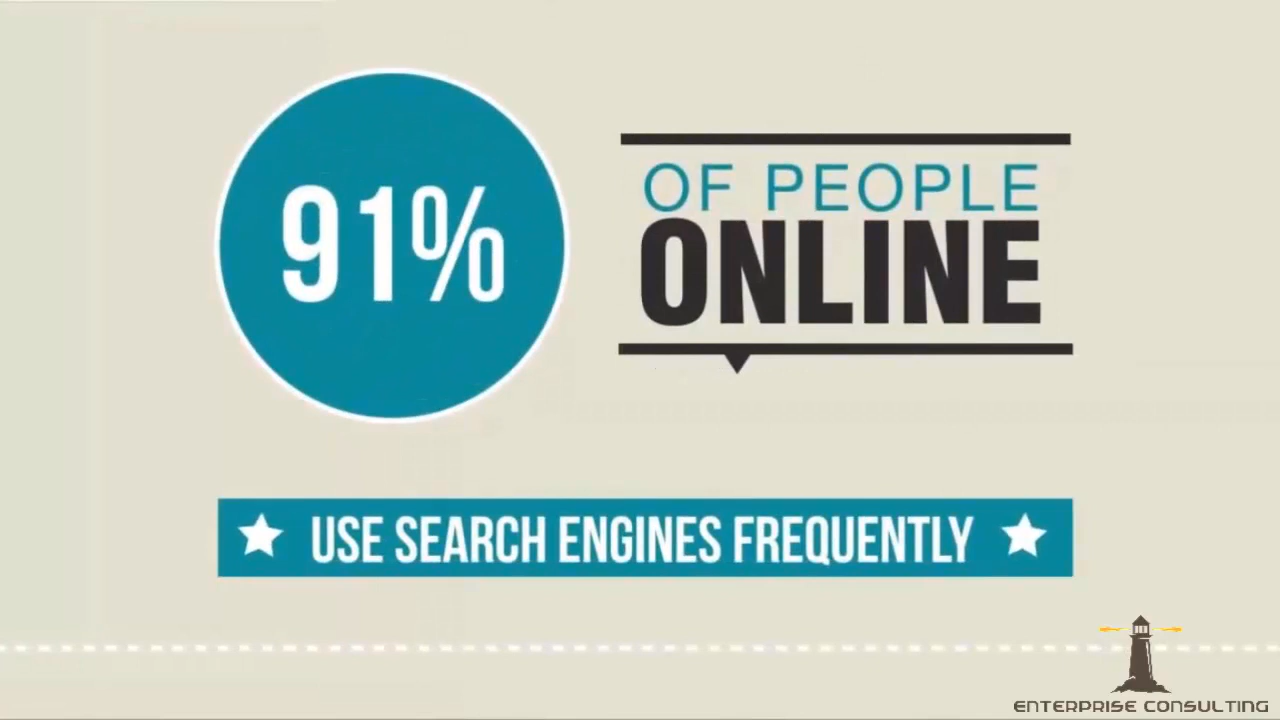 91%
OF PEOPLE
ONLINE
USE SEARCH ENGINES FREQUENTLY
ENTERPRISE CONSULTING